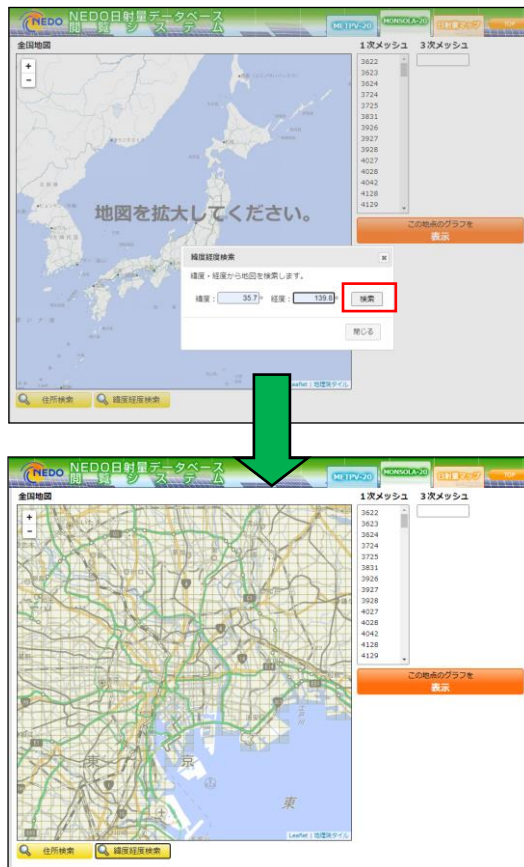 NEDO NEDO日射量データベース
閲覧システム
METPV-20 MONSOLA-20 日射量マップ TOP
全国地図
1次メッシュ 3次メッシュ
+
-
3622
3623
3624
3724
3725
3831
3926
3927
3928
4027
4028
4042
4128
4129
地図を拡大してください。
緯度経度検索
緯度・経度から地図を検索します。
緯度： 35.7° 経度： 139.8° 検索
閉じる
この地点のグラフを
表示
Leaflet | 地理院タイル
住所検索 緯度経度検索
NEDO NEDO日射量データベース
閲覧システム
METPV-20 MONSOLA-20 日射量マップ TOP
全国地図
1次メッシュ 3次メッシュ
+
-
3622
3623
3624
3724
3725
3831
3926
3927
3928
4027
4028
4042
4128
4129
この地点のグラフを
表示
東京
東
Leaflet | 地理院タイル
住所検索 緯度経度検索